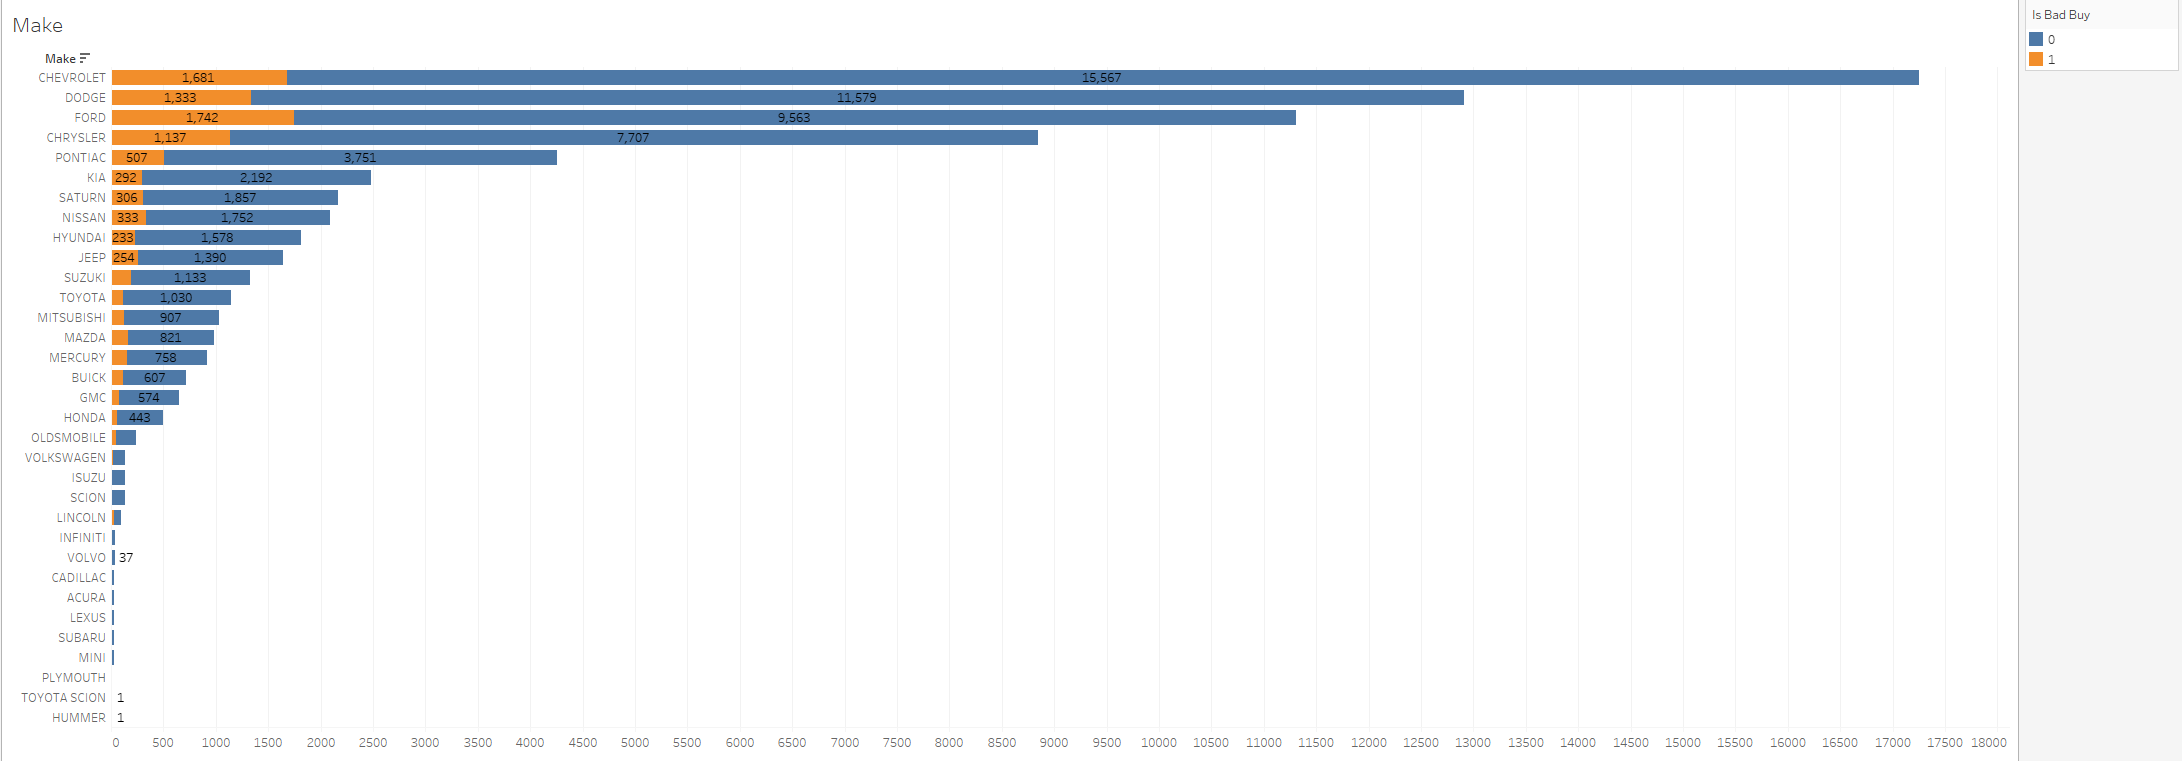 Make
Is Bad Buy
0
1
Make
CHEVROLET 1,681 15,567
DODGE 1,333 11,579
FORD 1,742 9,563
CHRYSLER 1,137 7,707
PONTIAC 507 3,751
KIA 292 2,192
SATURN 306 1,857
NISSAN 333 1,752
HYUNDAI 233 1,578
JEEP 254 1,390
SUZUKI 1,133
TOYOTA 1,030
MITSUBISHI 907
MAZDA 821
MERCURY 758
BUICK 607
GMC 574
HONDA 443
OLDSMOBILE
VOLKSWAGEN
ISUZU
SCION
LINCOLN
INFINITI
VOLVO 37
CADILLAC
ACURA
LEXUS
SUBARU
MINI
PLYMOUTH
TOYOTA SCION 1
HUMMER 1
0 500 1000 1500 2000 2500 3000 3500 4000 4500 5000 5500 6000 6500 7000 7500 8000 8500 9000 9500 10000 10500 11000 11500 12000 12500 13000 13500 14000 14500 15000 15500 16000 16500 17000 17500 18000